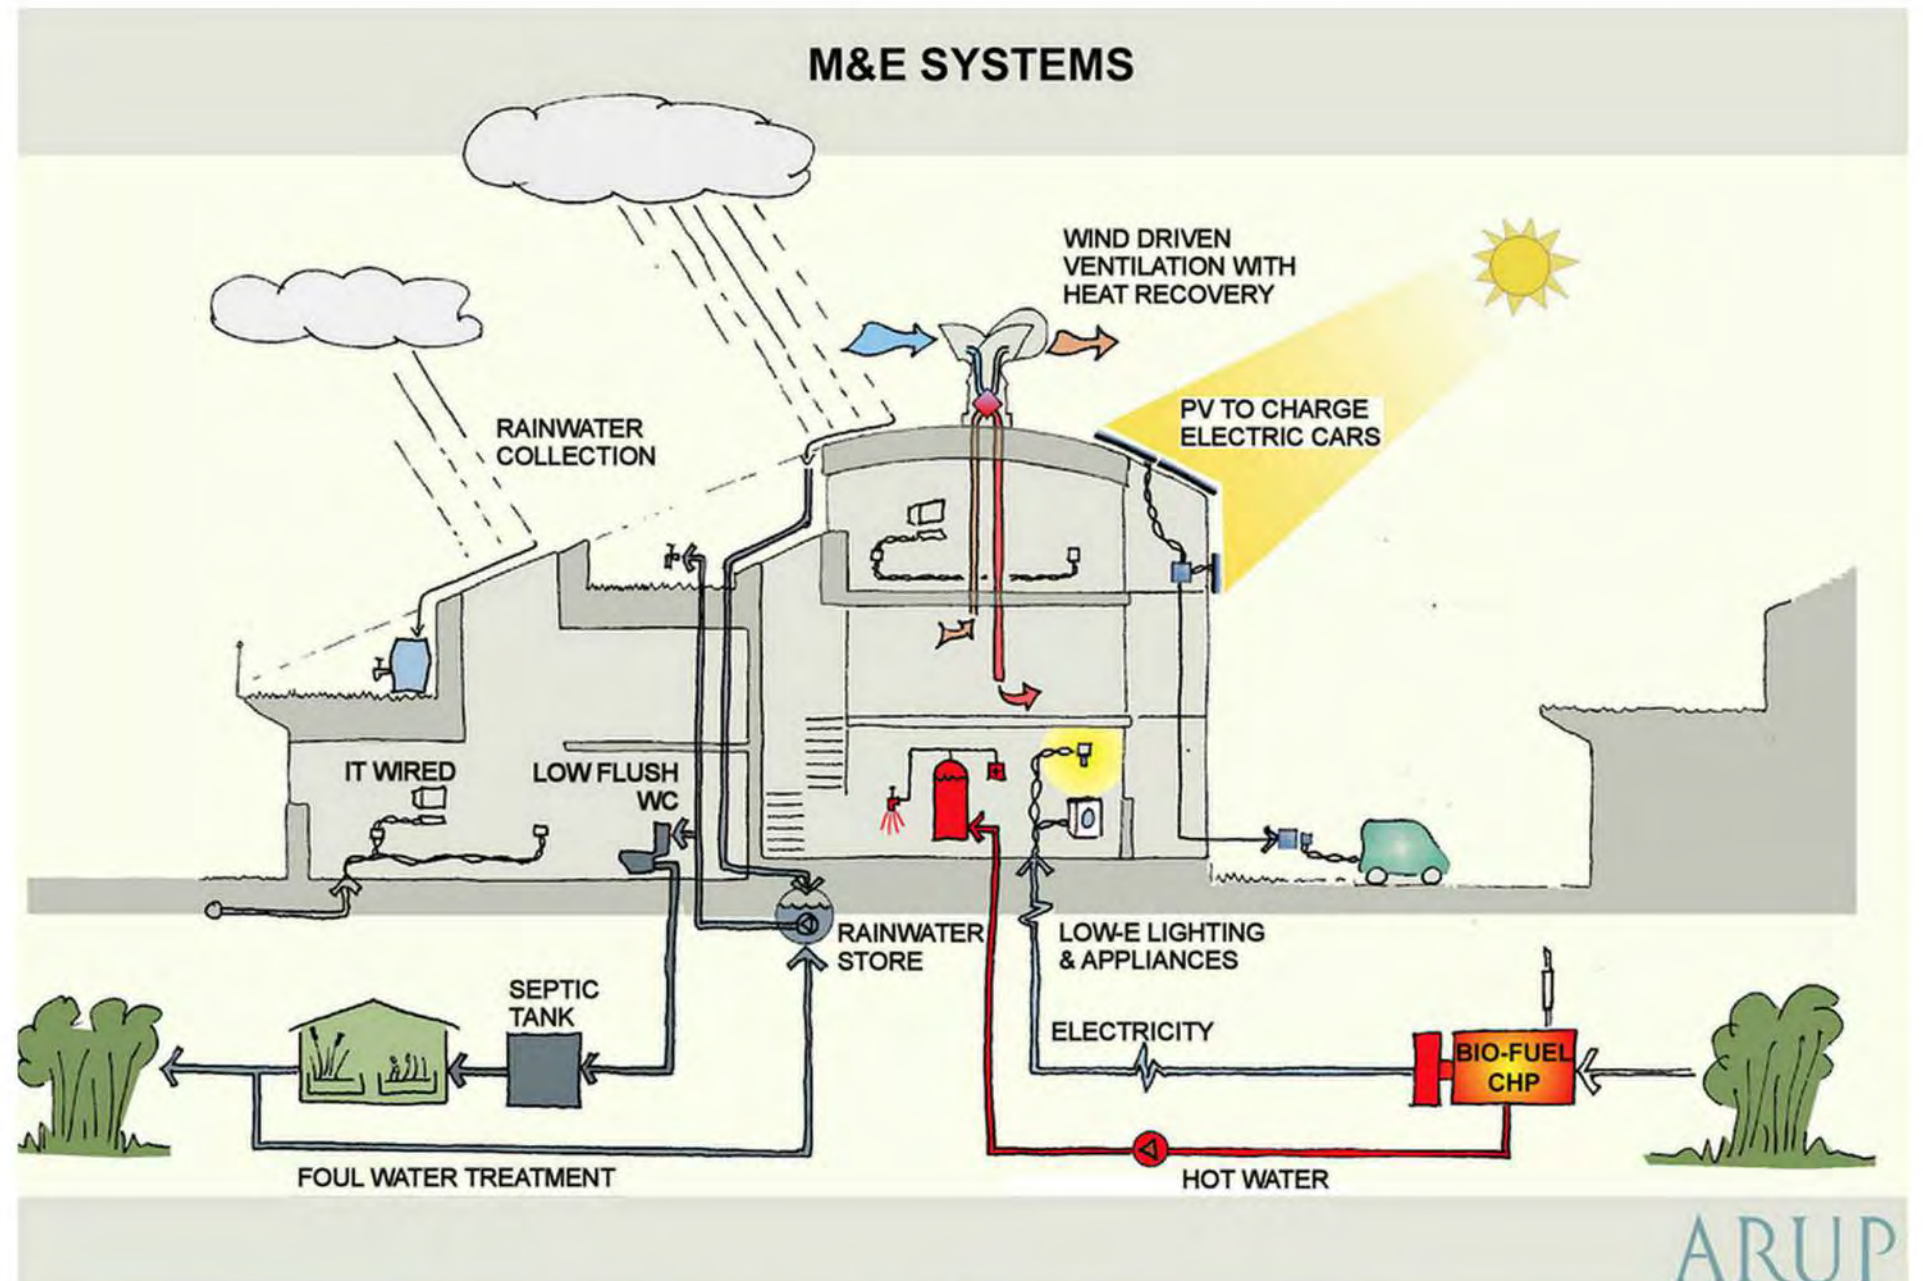 M&E SYSTEMS
WIND DRIVEN
VENTILATION WITH
HEAT RECOVERY
PV TO CHARGE
ELECTRIC CARS
RAINWATER
COLLECTION
IT WIRED
LOW FLUSH
WC
RAINWATER
STORE
LOW-E LIGHTING
& APPLIANCES
SEPTIC
TANK
ELECTRICITY
BIO-FUEL
CHP
FOUL WATER TREATMENT
HOT WATER
ARUP